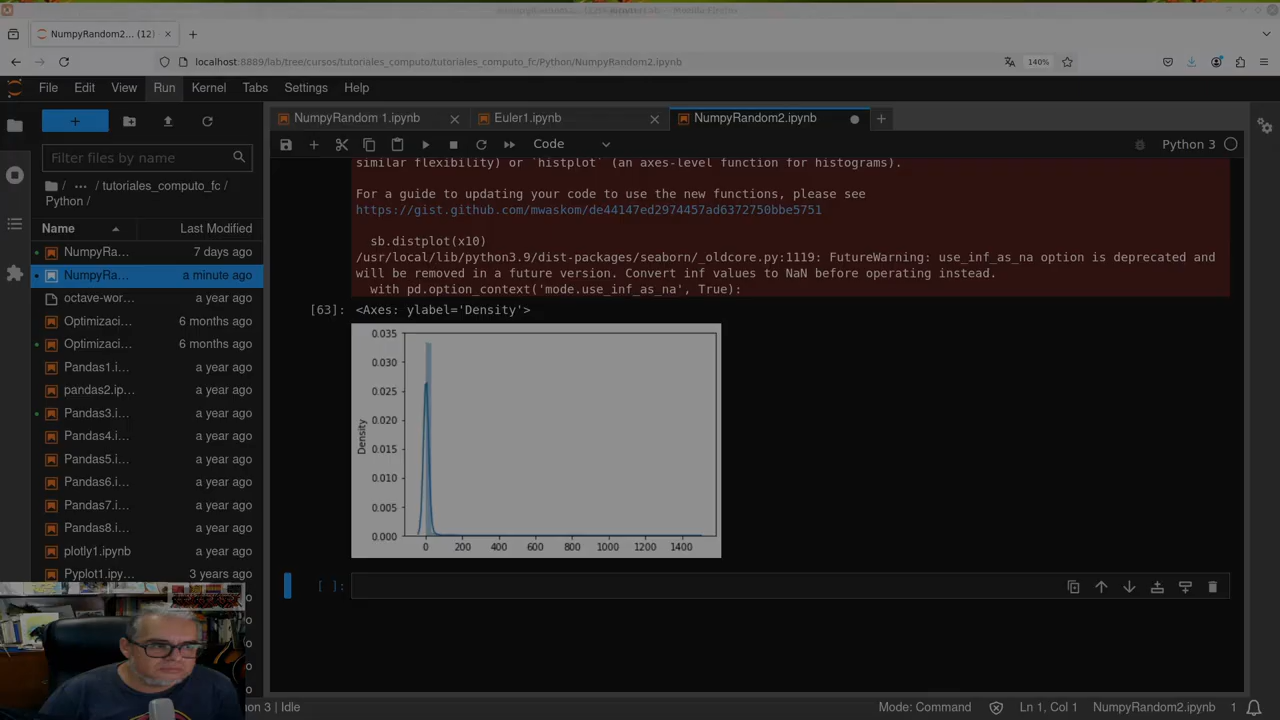 NumpyRandom2... (12)
localhost:8889/lab/tree/cursos/tutoriales_computo/tutoriales_computo_fc/Python/NumpyRandom2.ipynb
140%
File Edit View Run Kernel Tabs Settings Help
NumpyRandom 1.ipynb
Euler1.ipynb
NumpyRandom2.ipynb
Code
Python 3
Filter files by name
/ ... / tutoriales_computo_fc /
Python /
Name Last Modified
NumpyRa... 7 days ago
NumpyRa... a minute ago
octave-wor... a year ago
Optimizaci... 6 months ago
Optimizaci... 6 months ago
Pandas1.i... a year ago
pandas2.ip... a year ago
Pandas3.i... a year ago
Pandas4.i... a year ago
Pandas5.i... a year ago
Pandas6.i... a year ago
Pandas7.i... a year ago
Pandas8.i... a year ago
plotly1.ipynb a year ago
Pyplot1.ipy... 3 years ago
similar flexibility) or `histplot` (an axes-level function for histograms).
For a guide to updating your code to use the new functions, please see
https://gist.github.com/mwaskom/de44147ed2974457ad6372750bbe5751
sb.distplot(x10)
/usr/local/lib/python3.9/dist-packages/seaborn/_oldcore.py:1119: FutureWarning: use_inf_as_na option is deprecated and
will be removed in a future version. Convert inf values to NaN before operating instead.
with pd.option_context('mode.use_inf_as_na', True):
[63]: <Axes: ylabel='Density'>
0.035
0.030
0.025
0.020
0.015
0.010
0.005
0.000
Density
0 200 400 600 800 1000 1200 1400
[ ]:
on 3 | Idle
Mode: Command
Ln 1, Col 1
NumpyRandom2.ipynb
1